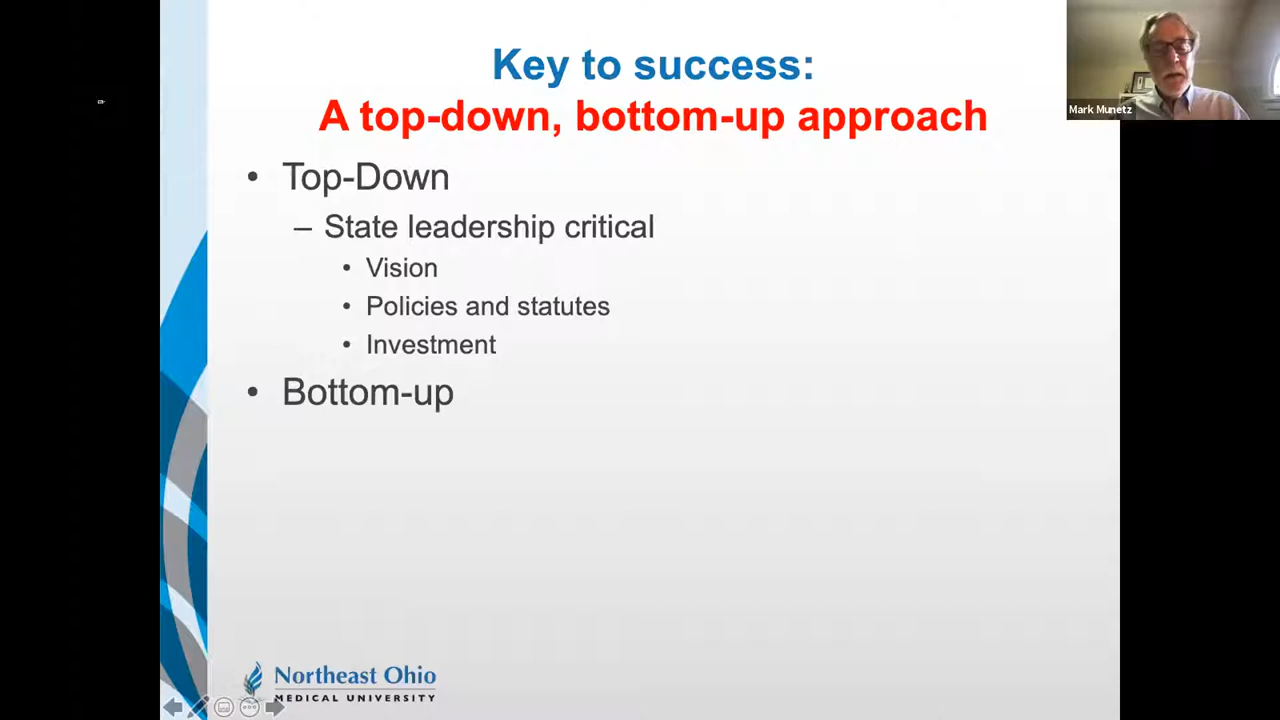 Key to success:
A top-down, bottom-up approach
• Top-Down
– State leadership critical
• Vision
• Policies and statutes
• Investment
• Bottom-up
Northeast Ohio
MEDICAL UNIVERSITY
Mark Munetz